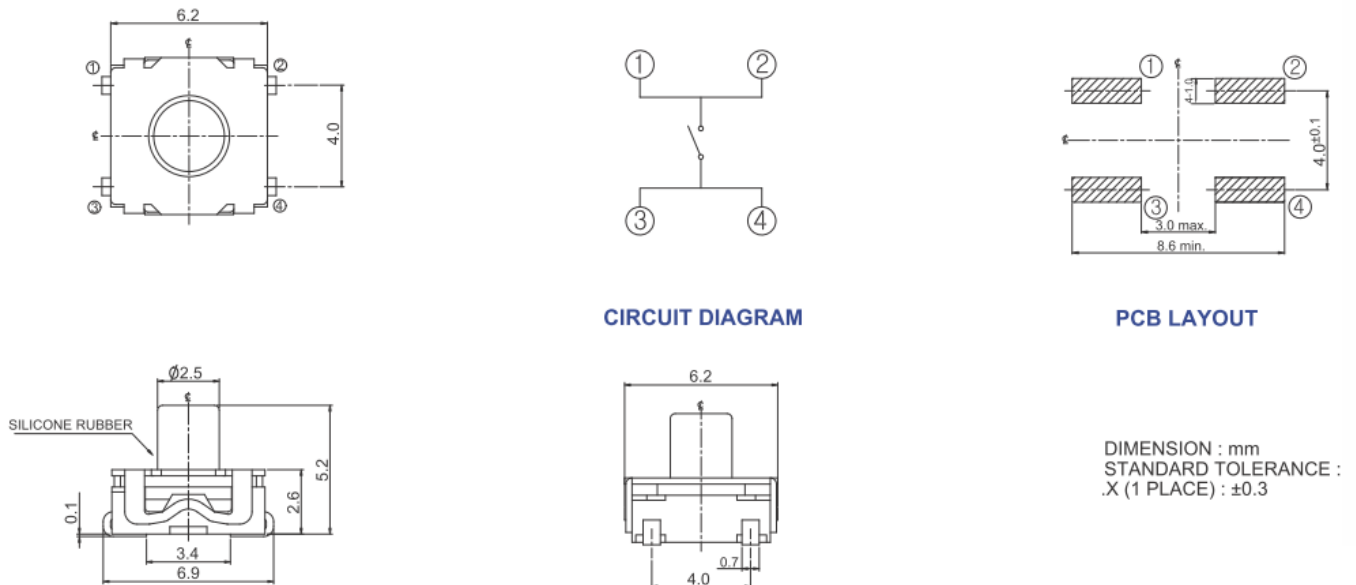 6.2
℄
① ②
℄
4.0
③ ④
① ②
③ ④
① ℄ ②
4-1.0
℄
4.0±0.1
③ ④
3.0 max.
8.6 min.
CIRCUIT DIAGRAM
PCB LAYOUT
Ø2.5
℄
SILICONE RUBBER
5.2
2.6
0.1
3.4
6.9
6.2
℄
0.7
4.0
DIMENSION : mm
STANDARD TOLERANCE :
.X (1 PLACE) : ±0.3